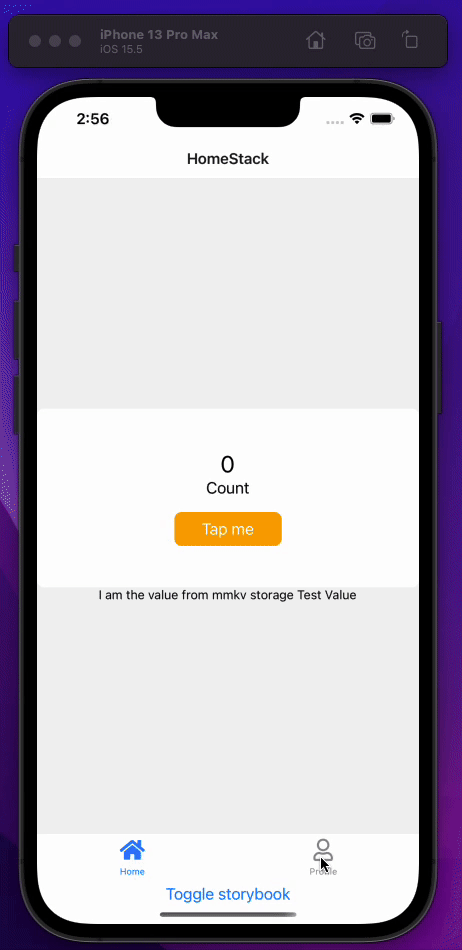 iPhone 13 Pro Max
iOS 15.5
2:56
HomeStack
0
Count
Tap me
I am the value from mmkv storage Test Value
Home
Profile
Toggle storybook